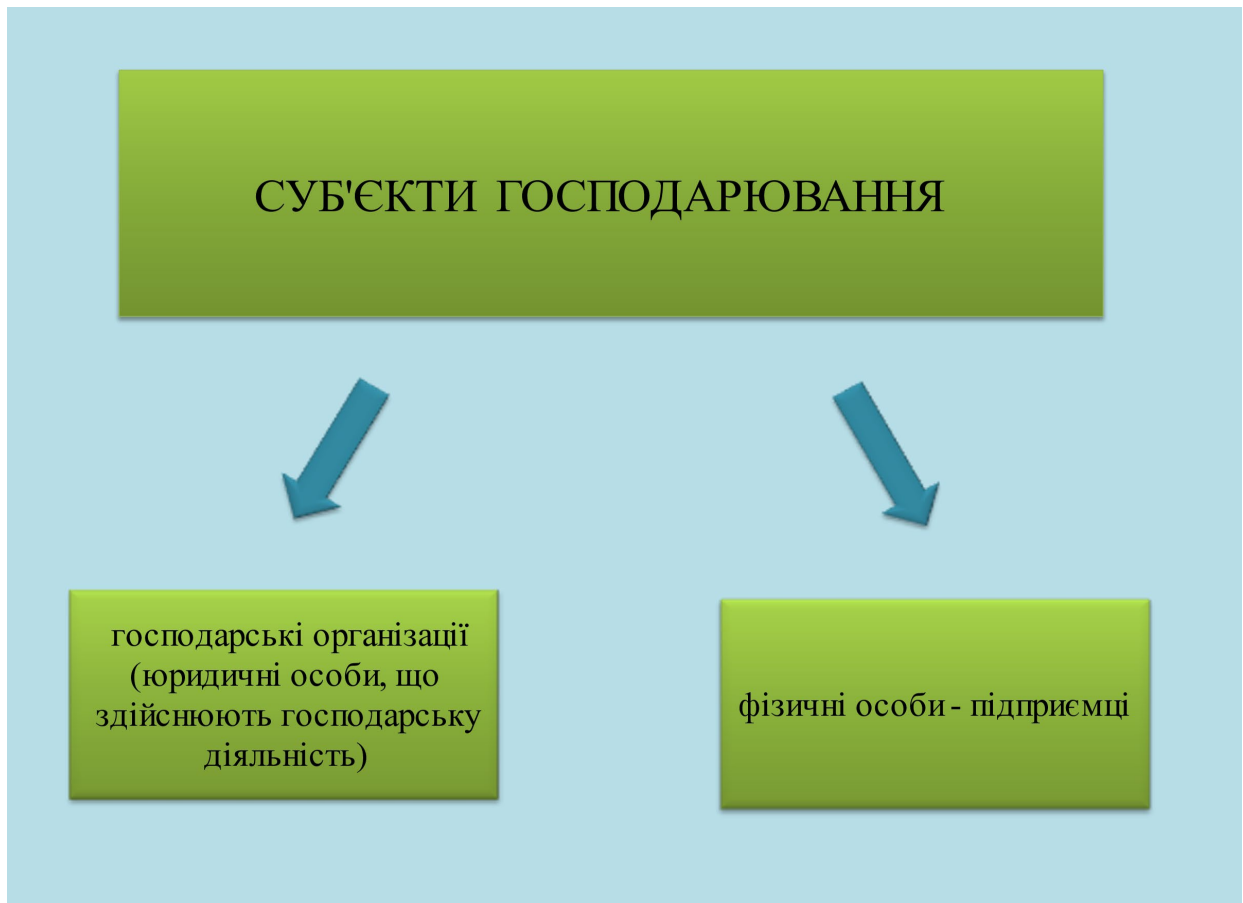 СУБ'ЄКТИ ГОСПОДАРЮВАННЯ
господарські організації
(юридичні особи, що
здійснюють господарську
діяльність)
фізичні особи - підприємці